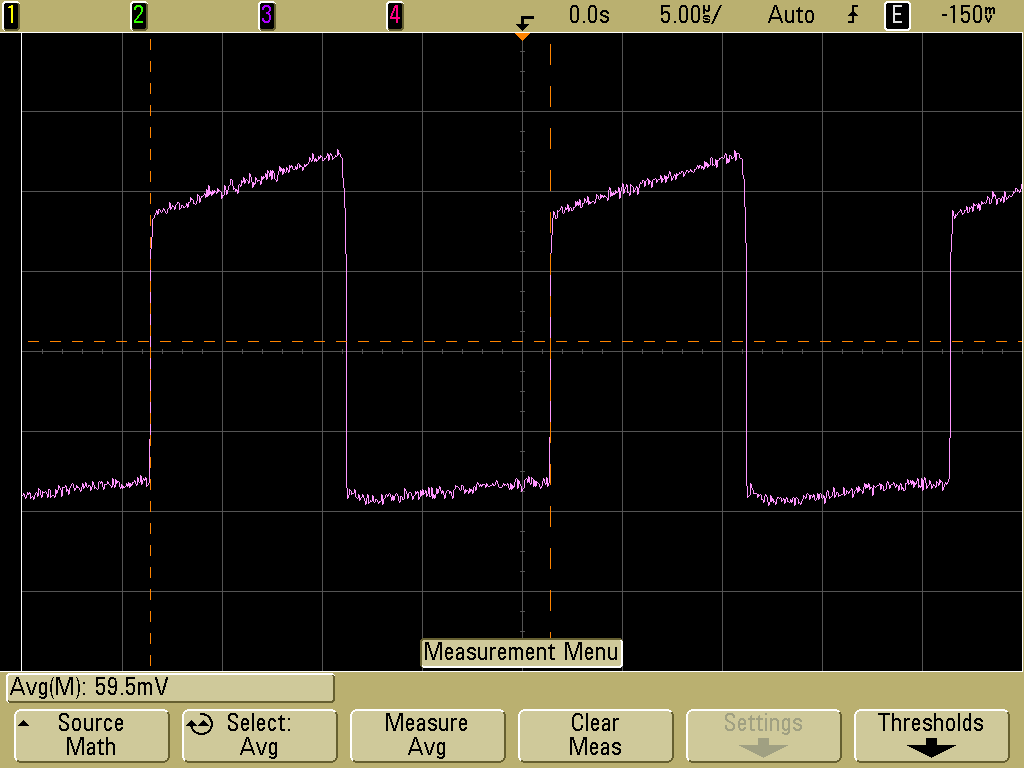 1 2 3 4 0.0s 5.00µs/ Auto E -150mV
Measurement Menu
Avg(M): 59.5mV
Source
Math
Select:
Avg
Measure
Avg
Clear
Meas
Settings
Thresholds